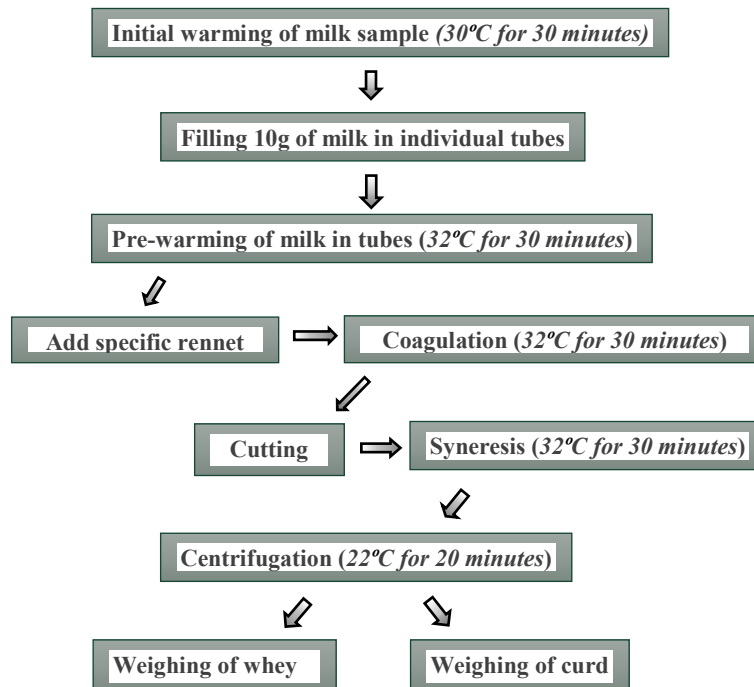 Initial warming of milk sample (30ºC for 30 minutes)
Filling 10g of milk in individual tubes
Pre-warming of milk in tubes (32ºC for 30 minutes)
Add specific rennet
Coagulation (32ºC for 30 minutes)
Cutting
Syneresis (32ºC for 30 minutes)
Centrifugation (22ºC for 20 minutes)
Weighing of whey
Weighing of curd